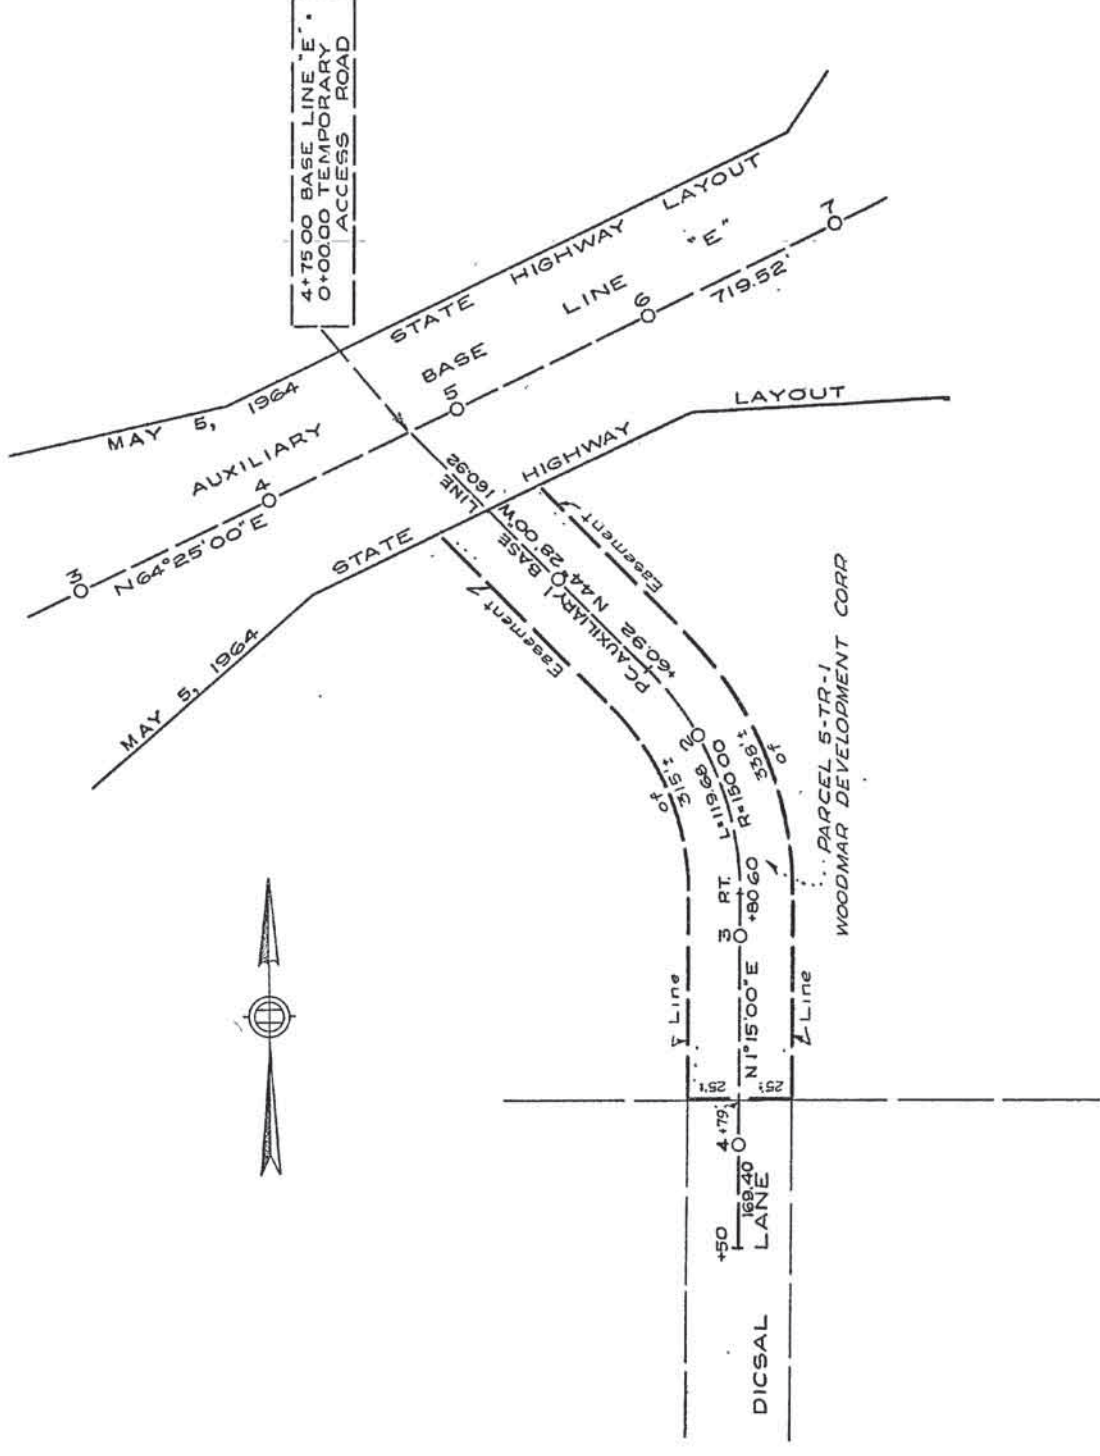 4+75.00 BASE LINE "E".
0+00.00 TEMPORARY
ACCESS ROAD
MAY 5, 1964
STATE HIGHWAY LAYOUT
AUXILIARY BASE LINE "E"
3
4
5
6
7
N64°25'00"E
719.52'
MAY 5, 1964
STATE HIGHWAY LAYOUT
AUXILIARY BASE LINE
160.92
N44°28'00"W
1
PC
+60.92
2
L=119.68
R=150.00
Easement
of
315'±
Line
Easement
of
338'±
Line
RT.
3
+80.60
N1°15'00"E
25'±
25'±
4
+79'
169.40
+50
DICSAL LANE
PARCEL 5-TR-1
WOODMAR DEVELOPMENT CORP